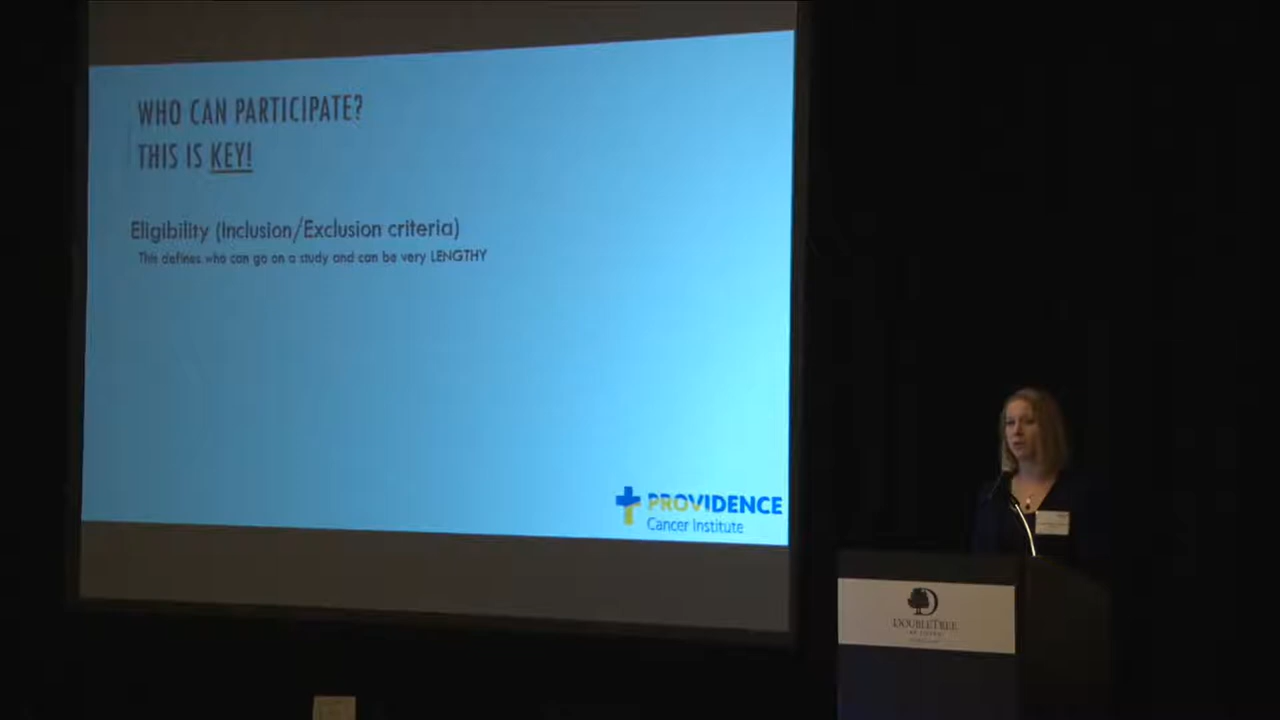 WHO CAN PARTICIPATE?
THIS IS KEY!
Eligibility (Inclusion/Exclusion criteria)
This defines who can go on a study and can be very LENGTHY
PROVIDENCE
Cancer Institute
DOUBLETREE